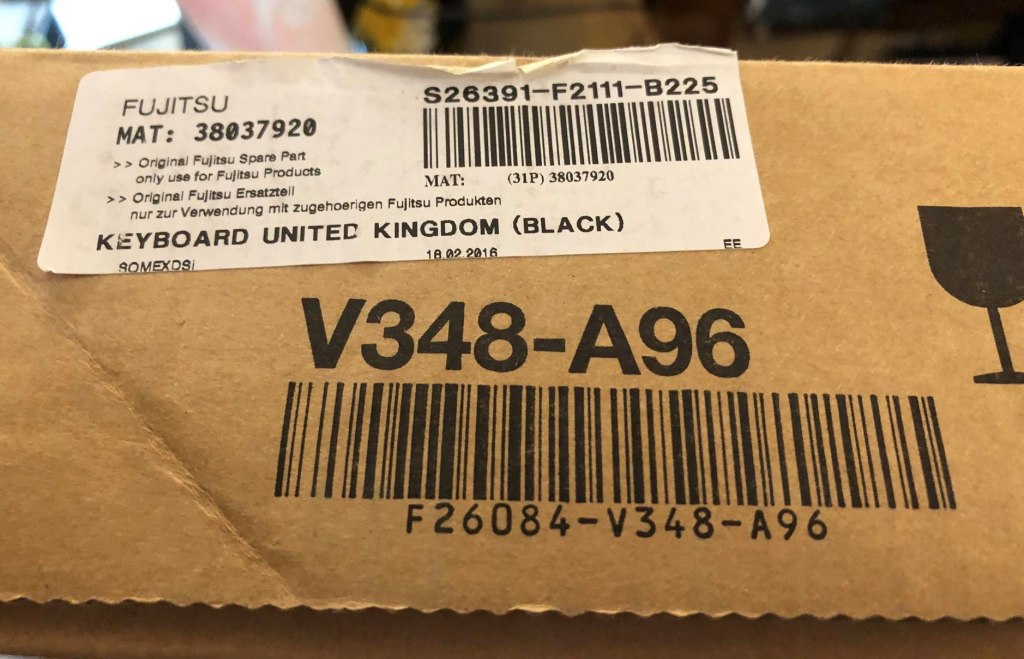 FUJITSU
S26391-F2111-B225
MAT: 38037920
>> Original Fujitsu Spare Part
only use for Fujitsu Products
MAT: (31P) 38037920
>> Original Fujitsu Ersatzteil
nur zur Verwendung mit zugehoerigen Fujitsu Produkten
KEYBOARD UNITED KINGDOM (BLACK)
SOMEXDSi 18.02.2016 EE
V348-A96
F26084-V348-A96